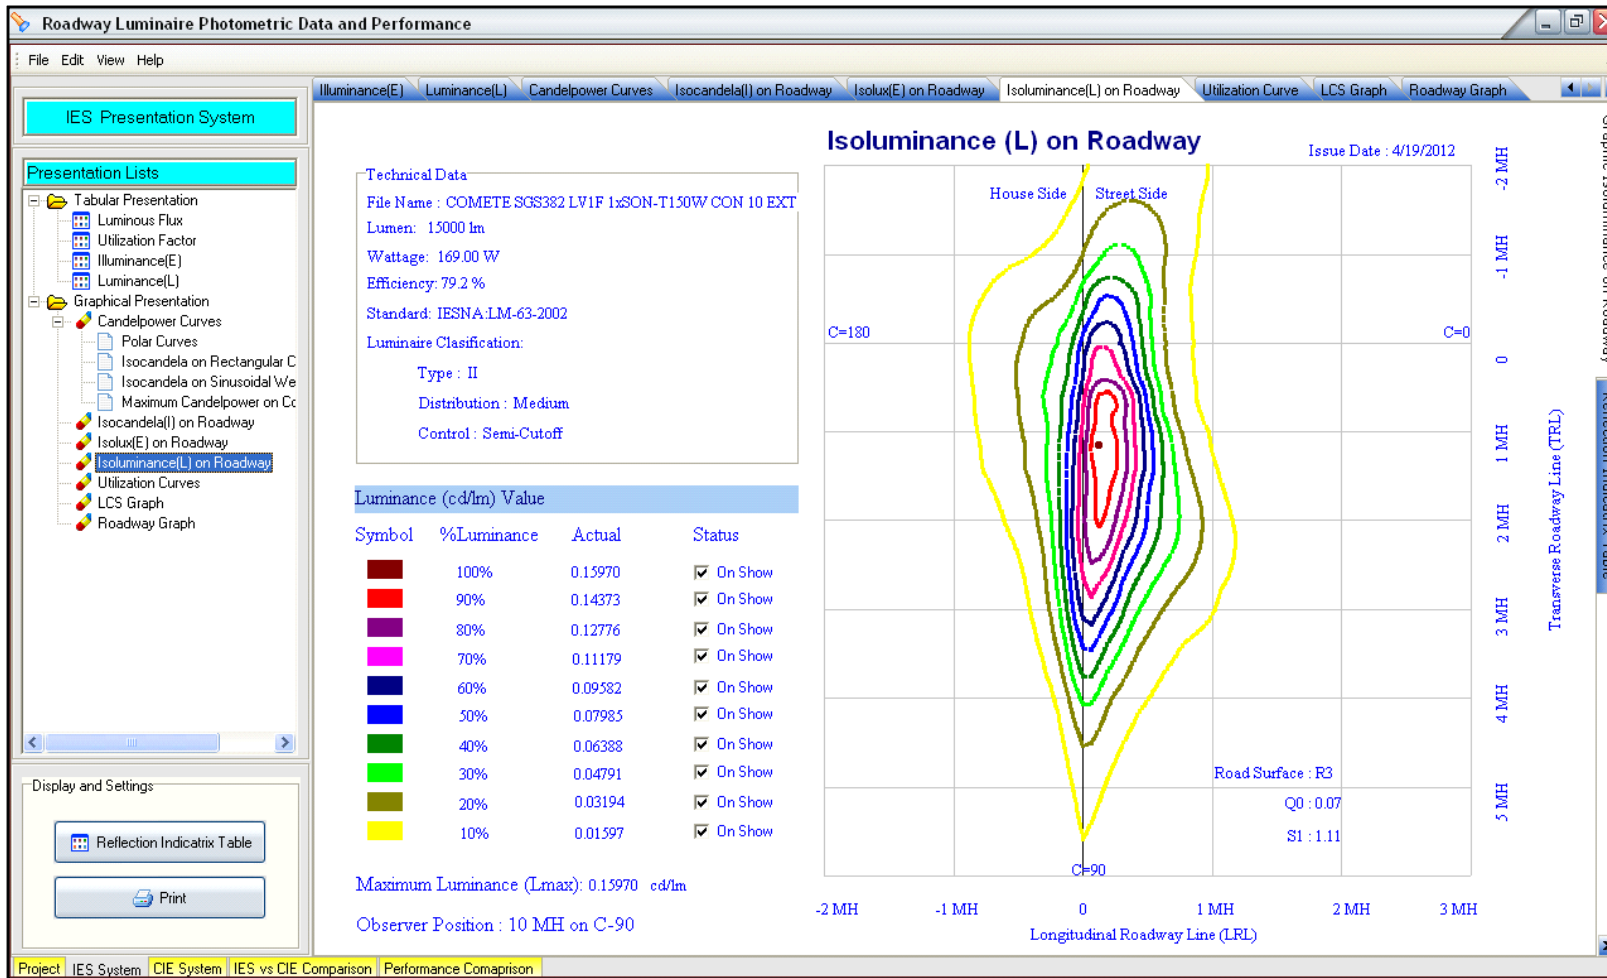 Roadway Luminaire Photometric Data and Performance
File Edit View Help
IES Presentation System
Presentation Lists
Tabular Presentation
Luminous Flux
Utilization Factor
Illuminance(E)
Luminance(L)
Graphical Presentation
Candelpower Curves
Polar Curves
Isocandela on Rectangular C
Isocandela on Sinusoidal We
Maximum Candelpower on Co
Isocandela(I) on Roadway
Isolux(E) on Roadway
Isoluminance(L) on Roadway
Utilization Curves
LCS Graph
Roadway Graph
Display and Settings
Reflection Indicatrix Table
Print
Illuminance(E) Luminance(L) Candelpower Curves Isocandela(I) on Roadway Isolux(E) on Roadway Isoluminance(L) on Roadway Utilization Curve LCS Graph Roadway Graph
Technical Data
File Name : COMETE SGS382 LV1F 1xSON-T150W CON 10 EXT
Lumen: 15000 lm
Wattage: 169.00 W
Efficiency: 79.2 %
Standard: IESNA:LM-63-2002
Luminaire Clasification:
Type : II
Distribution : Medium
Control : Semi-Cutoff
Luminance (cd/lm) Value
Symbol %Luminance Actual Status
100% 0.15970 On Show
90% 0.14373 On Show
80% 0.12776 On Show
70% 0.11179 On Show
60% 0.09582 On Show
50% 0.07985 On Show
40% 0.06388 On Show
30% 0.04791 On Show
20% 0.03194 On Show
10% 0.01597 On Show
Maximum Luminance (Lmax): 0.15970 cd/lm
Observer Position : 10 MH on C-90
Isoluminance (L) on Roadway
Issue Date : 4/19/2012
House Side Street Side
C=180 C=0
Road Surface : R3
Q0 : 0.07
S1 : 1.11
C=90
-2 MH -1 MH 0 1 MH 2 MH 3 MH
Longitudinal Roadway Line (LRL)
-2 MH
-1 MH
0
1 MH
2 MH
3 MH
4 MH
5 MH
Transverse Roadway Line (TRL)
Graphic Isoluminance on Roadway
Reflection Indicatrix Table
Project IES System CIE System IES vs CIE Comparison Performance Comaprison